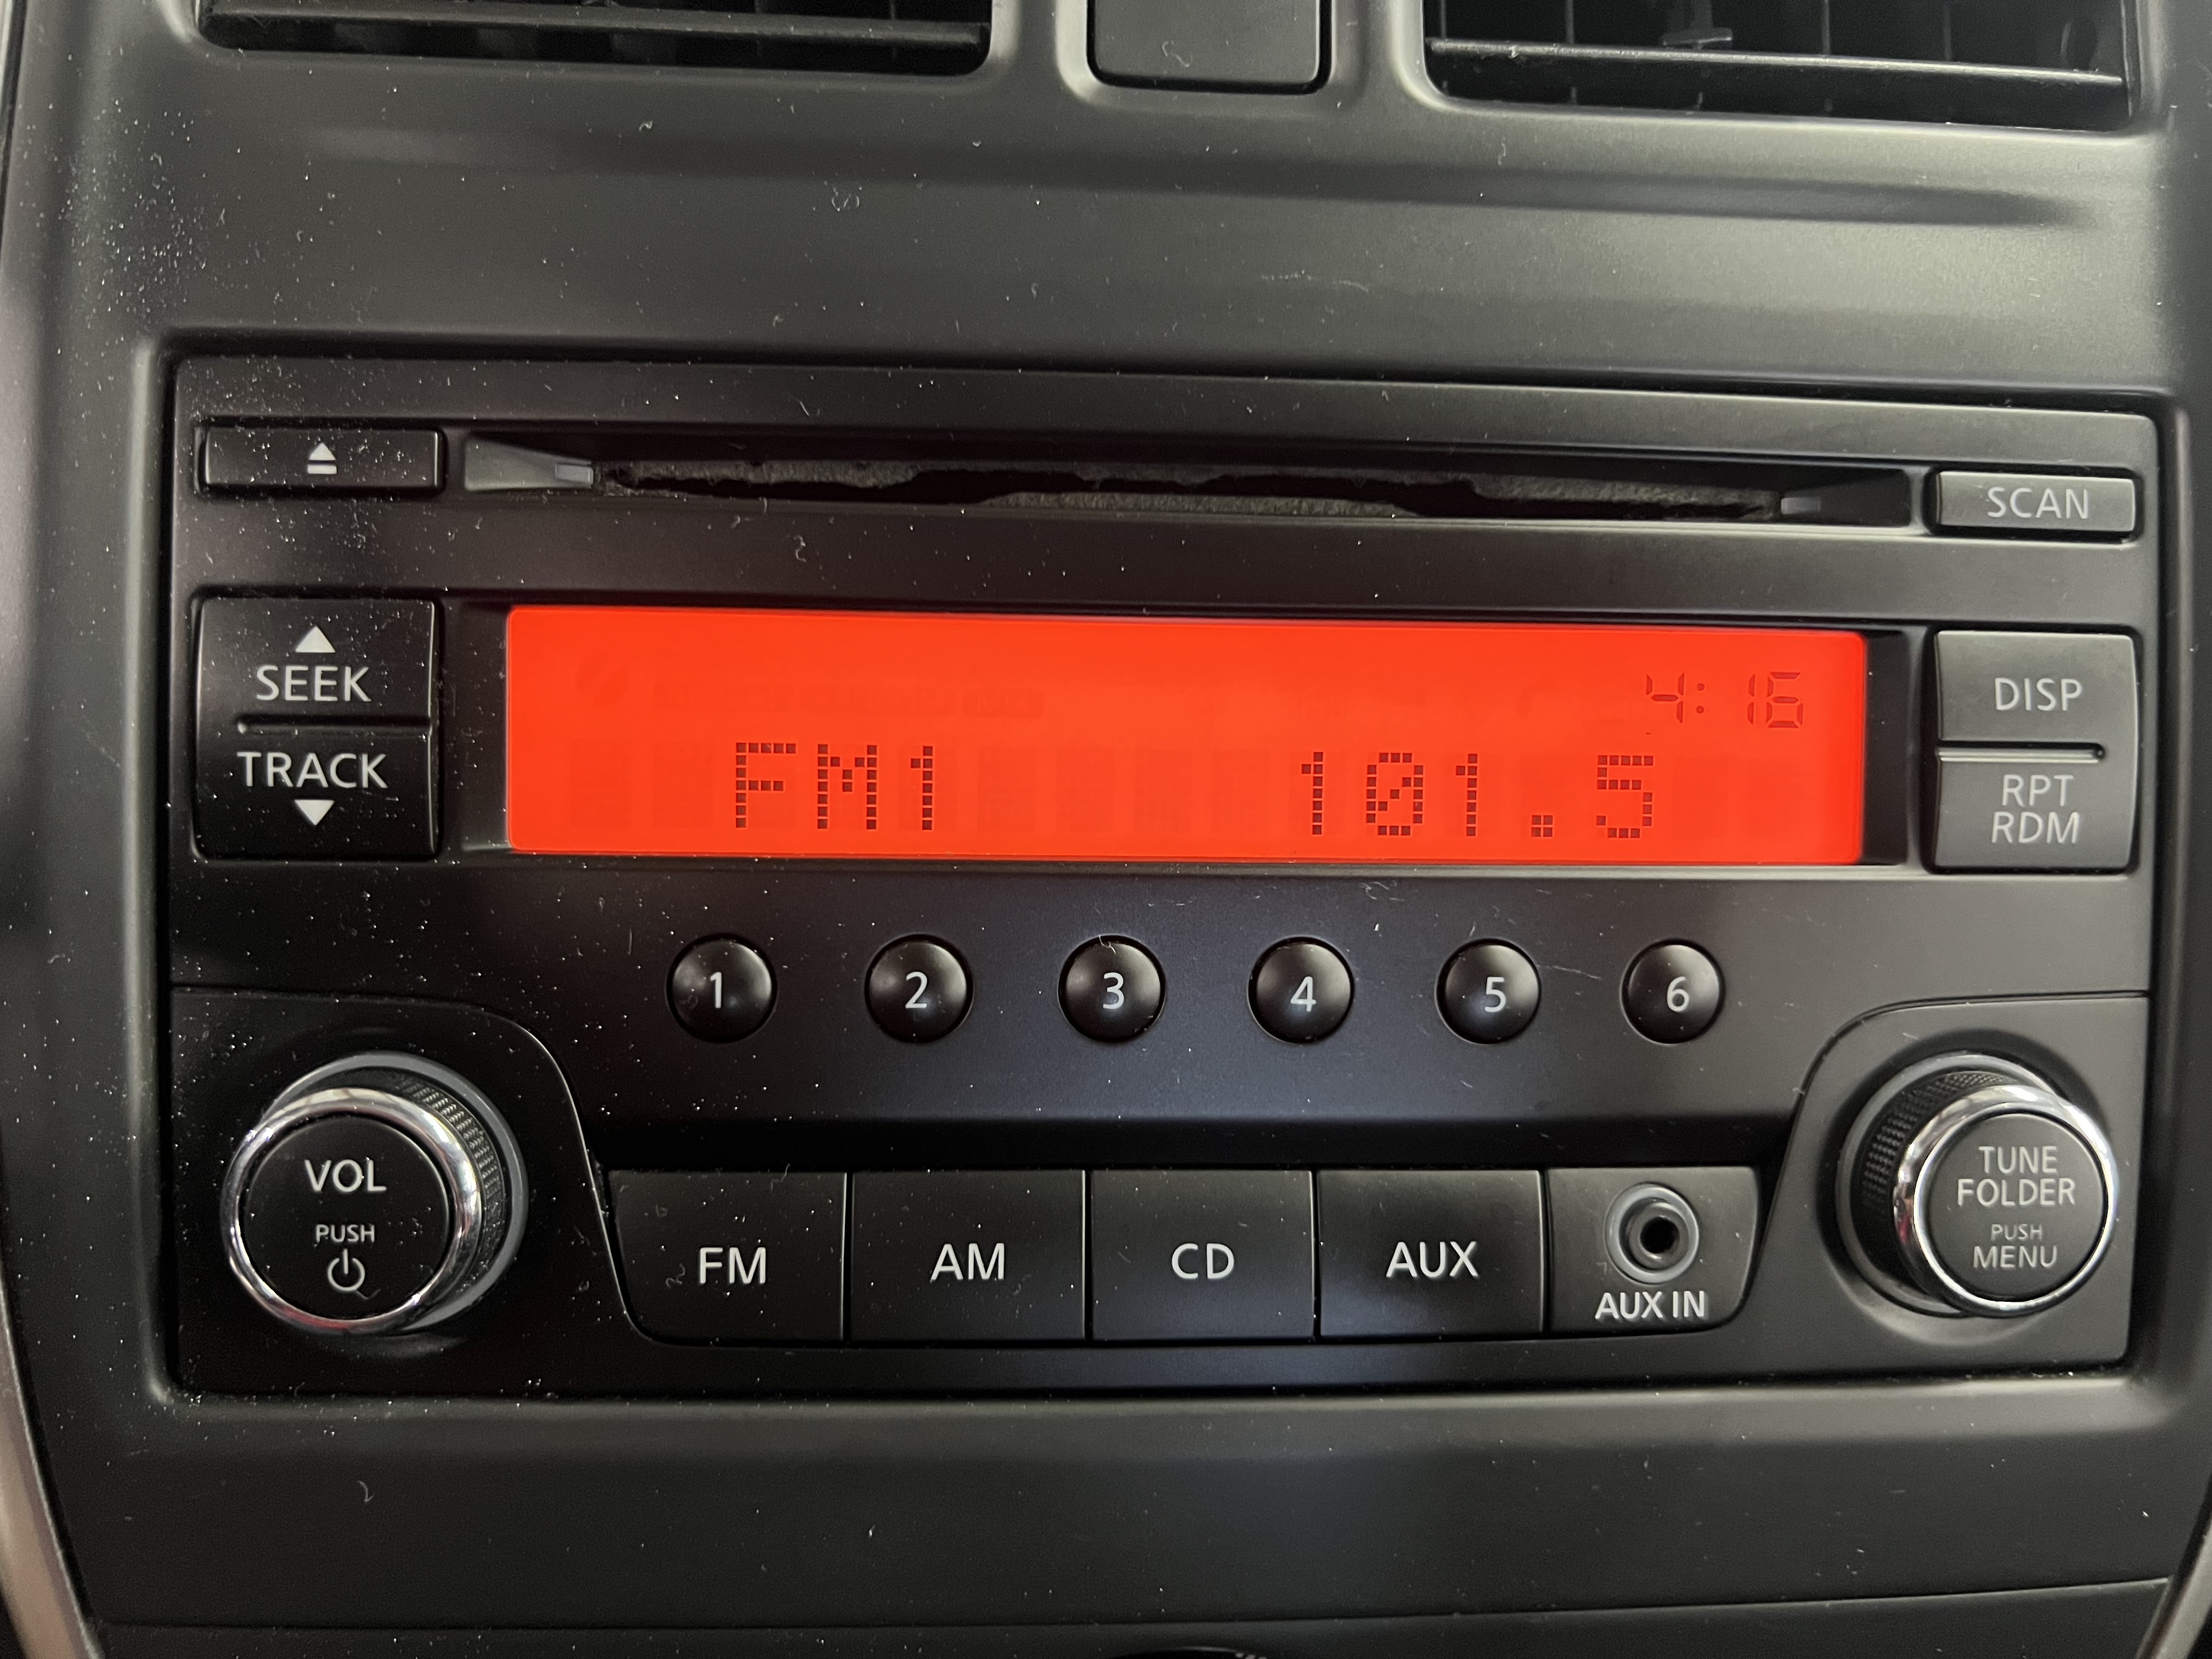 SCAN
SEEK
TRACK
4:16
FM1 101.5
DISP
RPT
RDM
1 2 3 4 5 6
VOL
PUSH
FM AM CD AUX
AUX IN
TUNE
FOLDER
PUSH
MENU